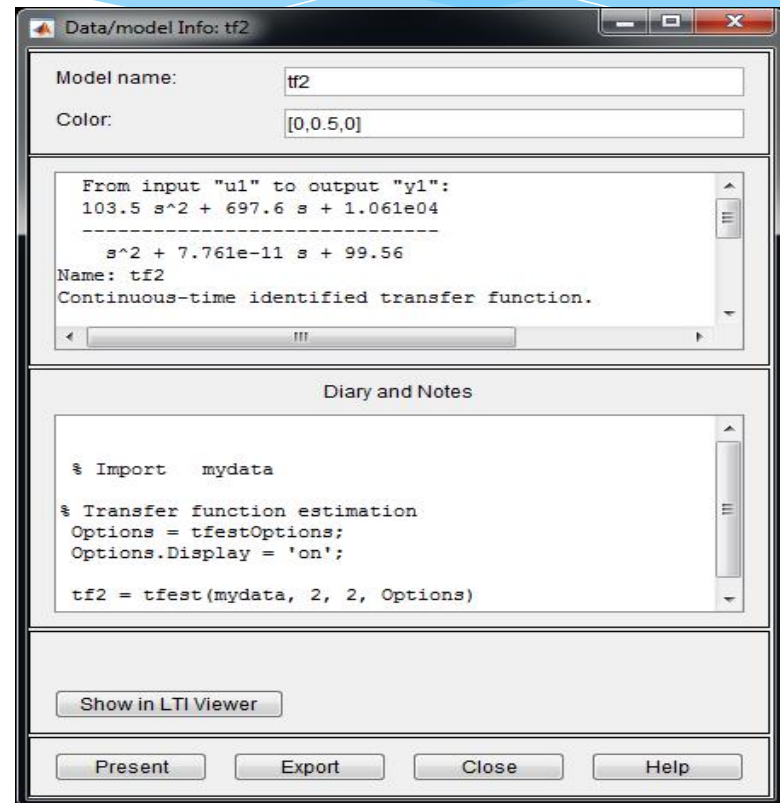 Data/model Info: tf2
Model name:
tf2
Color:
[0,0.5,0]
From input "u1" to output "y1":
103.5 s^2 + 697.6 s + 1.061e04
------------------------------
s^2 + 7.761e-11 s + 99.56
Name: tf2
Continuous-time identified transfer function.
Diary and Notes
% Import mydata
% Transfer function estimation
Options = tfestOptions;
Options.Display = 'on';
tf2 = tfest(mydata, 2, 2, Options)
Show in LTI Viewer
Present
Export
Close
Help